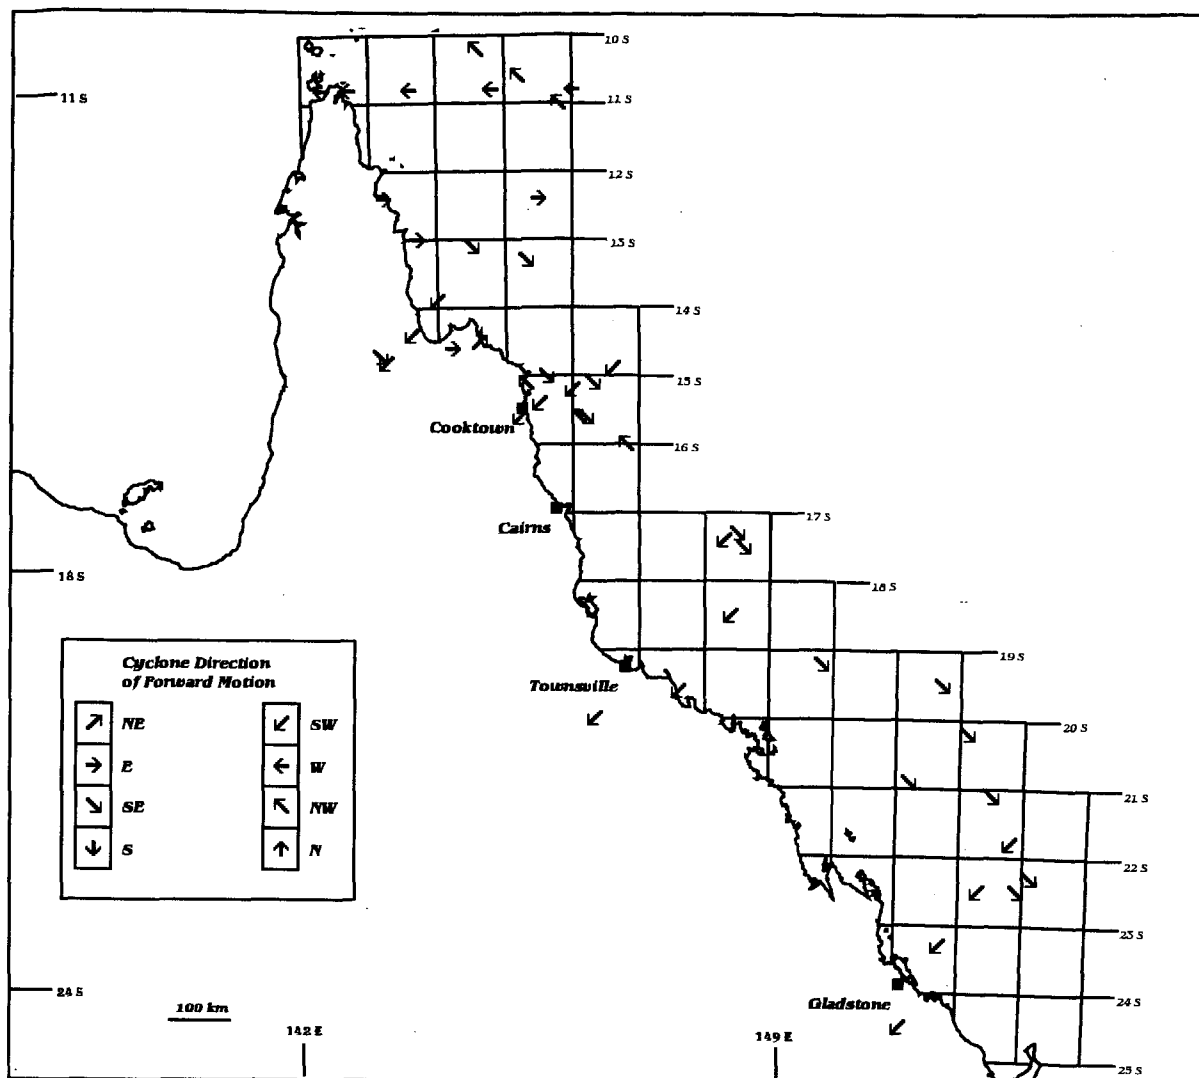 10 S
11 S
11 S
12 S
13 S
14 S
15 S
Cooktown
16 S
Cairns
17 S
18 S
18 S
Cyclone Direction
of Forward Motion
19 S
Townsville
NE
SW
20 S
E
W
SE
NW
21 S
S
N
22 S
23 S
24 S
Gladstone
24 S
100 km
142 E
149 E
25 S